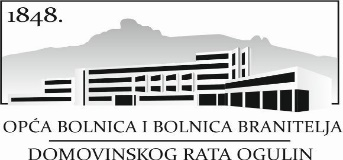 1848.
OPĆA BOLNICA I BOLNICA BRANITELJA
DOMOVINSKOG RATA OGULIN